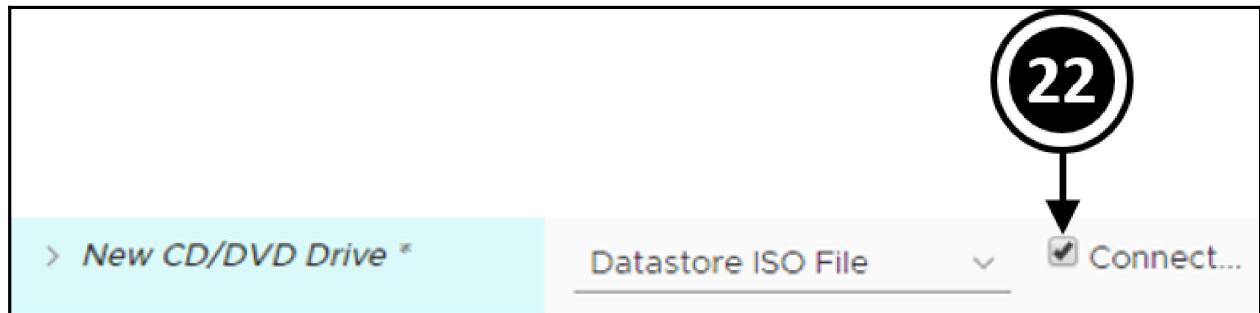 22
> New CD/DVD Drive *
Datastore ISO File
Connect...